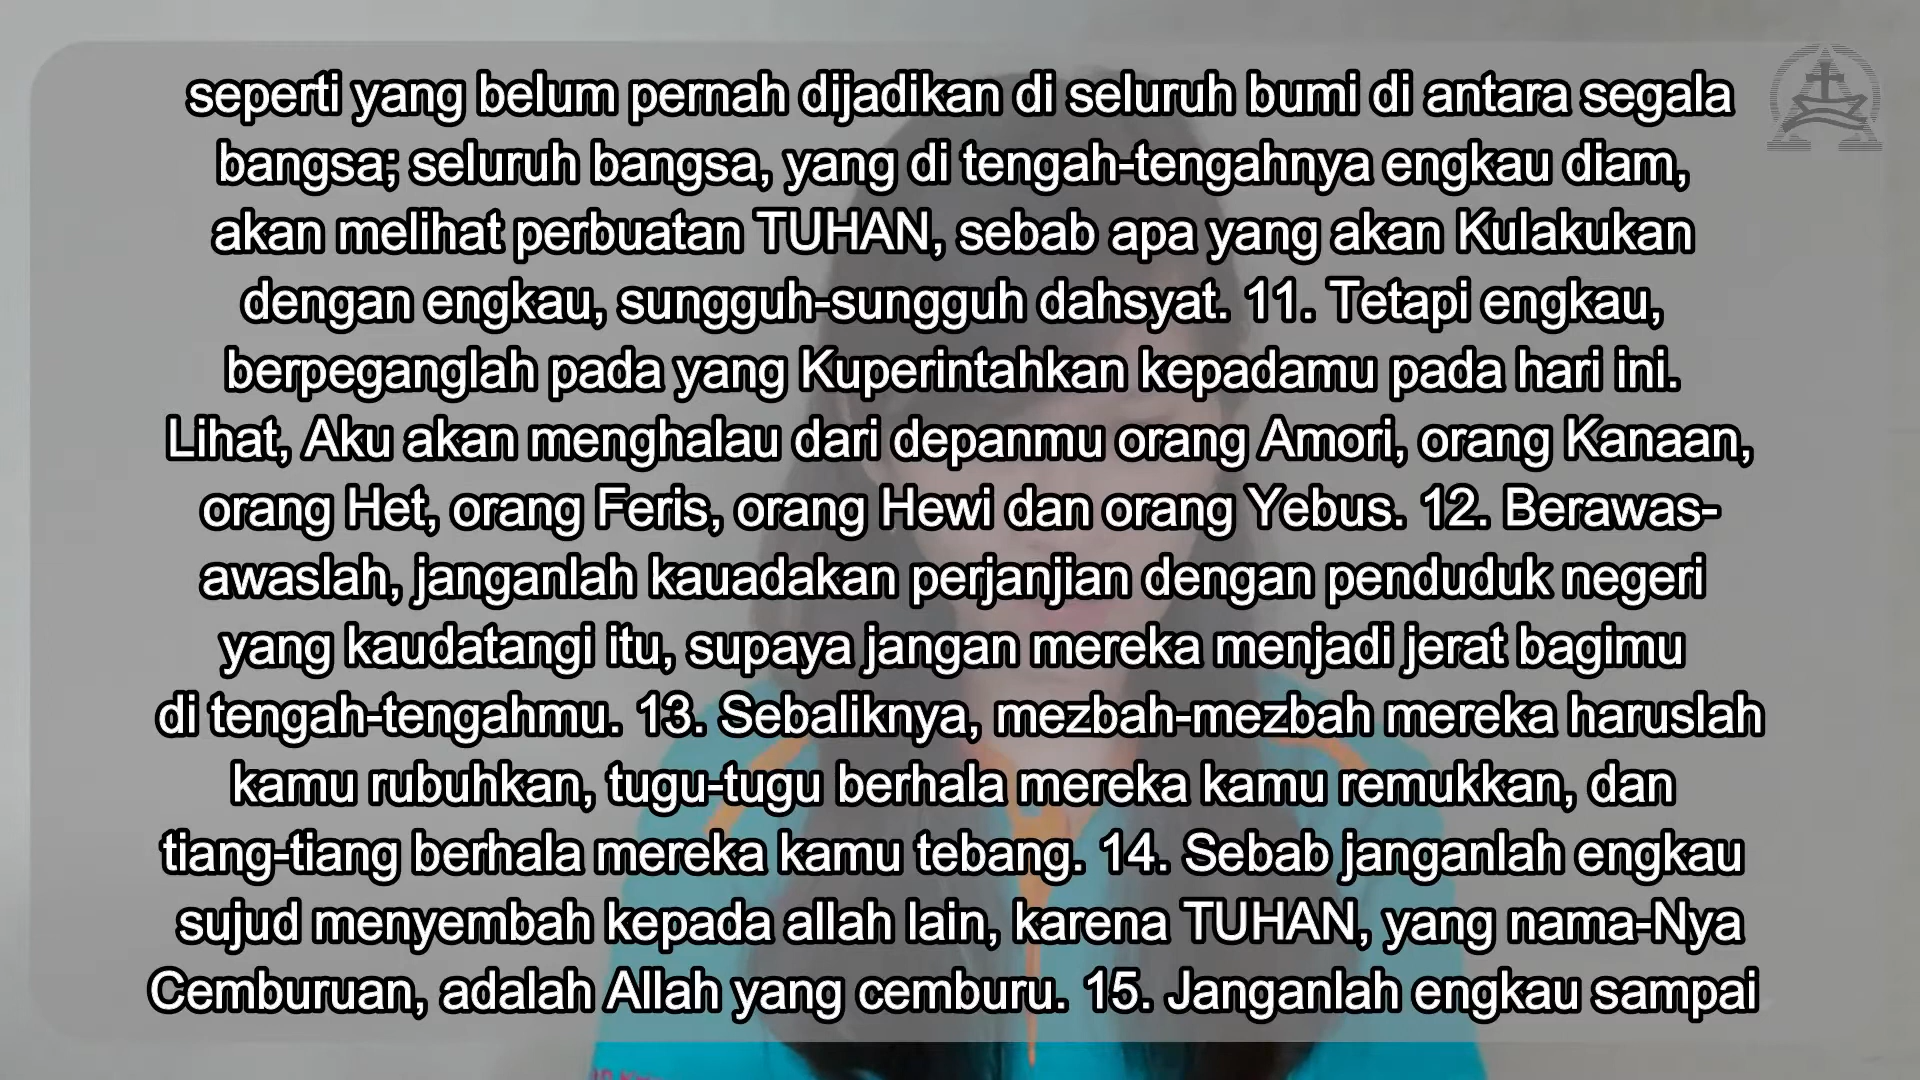 seperti yang belum pernah dijadikan di seluruh bumi di antara segala
bangsa; seluruh bangsa, yang di tengah-tengahnya engkau diam,
akan melihat perbuatan TUHAN, sebab apa yang akan Kulakukan
dengan engkau, sungguh-sungguh dahsyat. 11. Tetapi engkau,
berpeganglah pada yang Kuperintahkan kepadamu pada hari ini.
Lihat, Aku akan menghalau dari depanmu orang Amori, orang Kanaan,
orang Het, orang Feris, orang Hewi dan orang Yebus. 12. Berawas-
awaslah, janganlah kauadakan perjanjian dengan penduduk negeri
yang kaudatangi itu, supaya jangan mereka menjadi jerat bagimu
di tengah-tengahmu. 13. Sebaliknya, mezbah-mezbah mereka haruslah
kamu rubuhkan, tugu-tugu berhala mereka kamu remukkan, dan
tiang-tiang berhala mereka kamu tebang. 14. Sebab janganlah engkau
sujud menyembah kepada allah lain, karena TUHAN, yang nama-Nya
Cemburuan, adalah Allah yang cemburu. 15. Janganlah engkau sampai